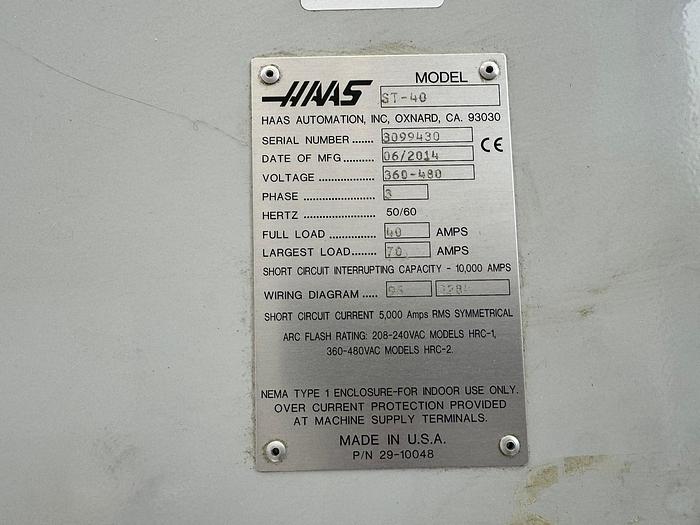 HAAS
MODEL
ST-40
HAAS AUTOMATION, INC, OXNARD, CA. 93030
SERIAL NUMBER ....... 3099430
DATE OF MFG.......... 06/2014
CE
VOLTAGE .................. 360-480
PHASE ....................... 3
HERTZ ....................... 50/60
FULL LOAD ............... 40 AMPS
LARGEST LOAD........ 70 AMPS
SHORT CIRCUIT INTERRUPTING CAPACITY - 10,000 AMPS
WIRING DIAGRAM .....
SHORT CIRCUIT CURRENT 5,000 Amps RMS SYMMETRICAL
ARC FLASH RATING: 208-240VAC MODELS HRC-1,
360-480VAC MODELS HRC-2.
NEMA TYPE 1 ENCLOSURE-FOR INDOOR USE ONLY.
OVER CURRENT PROTECTION PROVIDED
AT MACHINE SUPPLY TERMINALS.
MADE IN U.S.A.
P/N 29-10048